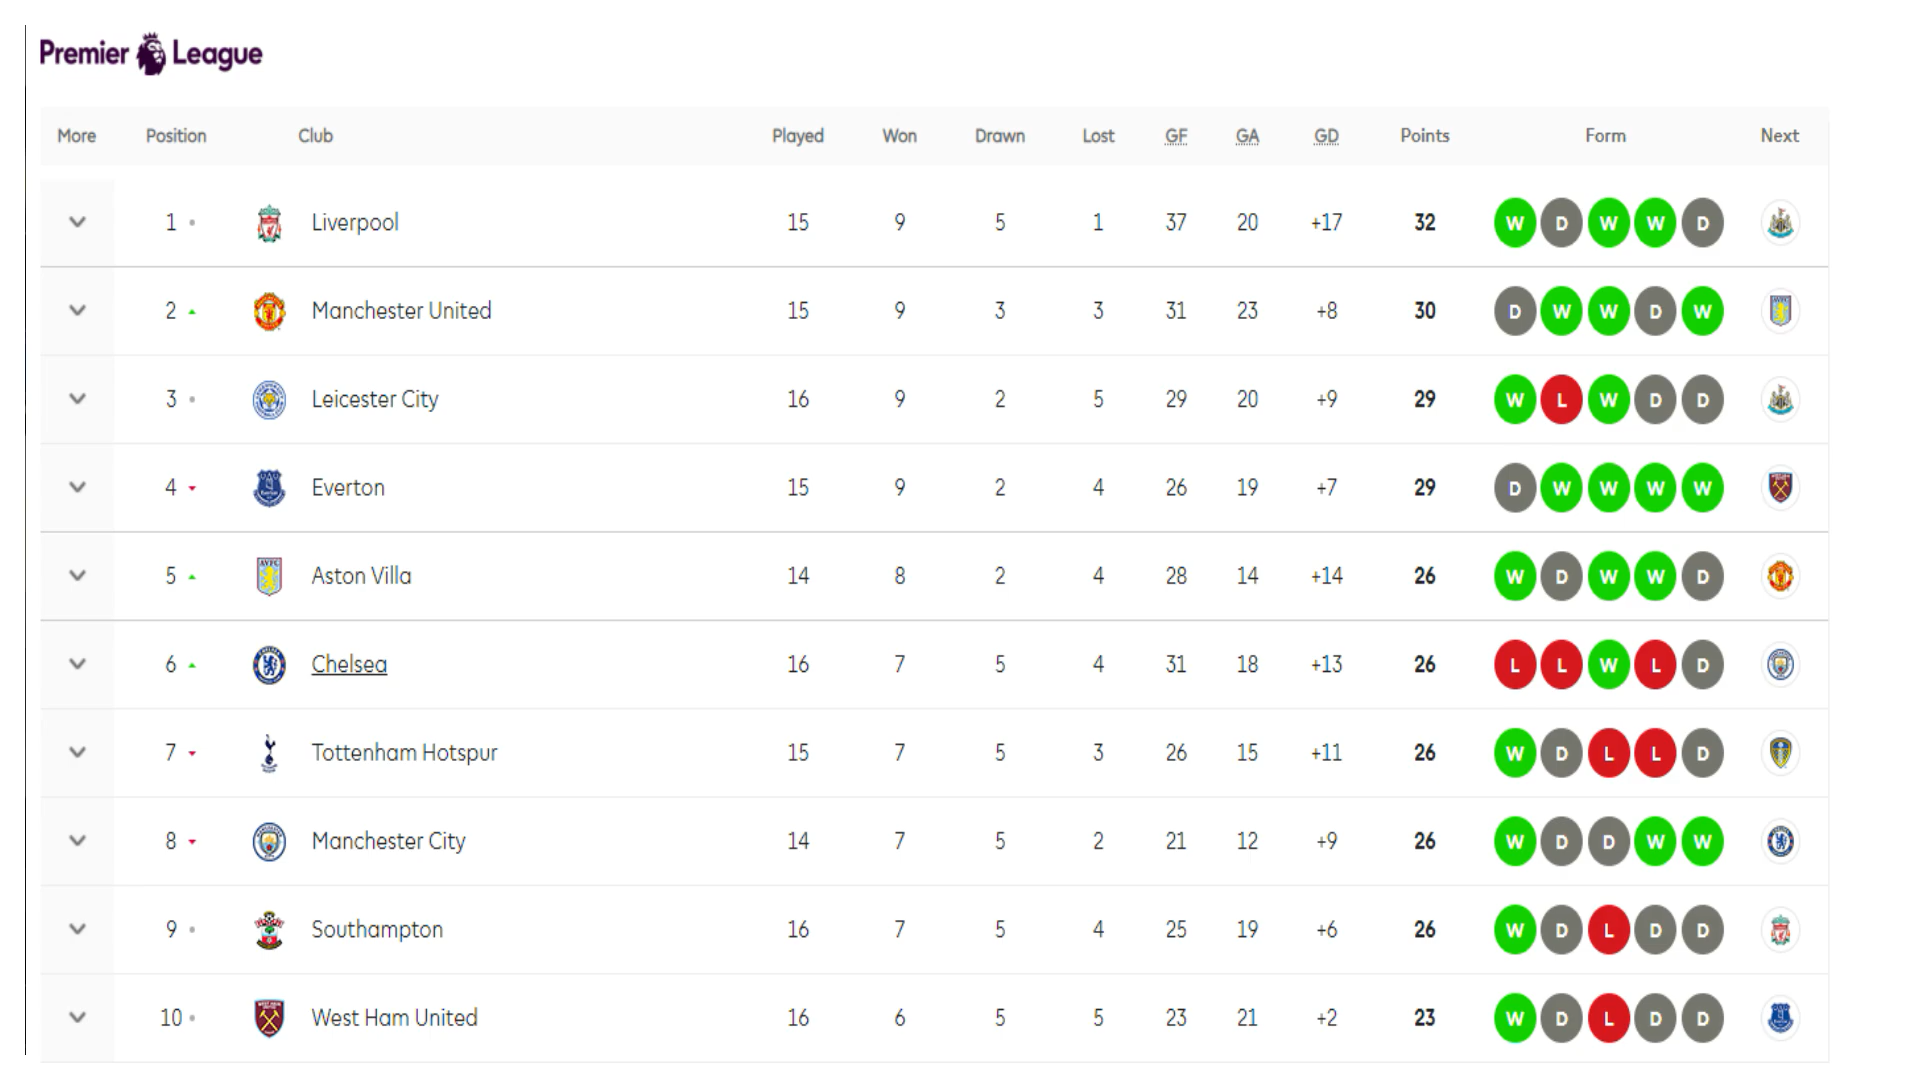 Premier League
More Position Club Played Won Drawn Lost GF GA GD Points Form Next
1 Liverpool 15 9 5 1 37 20 +17 32 W D W W D
2 Manchester United 15 9 3 3 31 23 +8 30 D W W D W
3 Leicester City 16 9 2 5 29 20 +9 29 W L W D D
4 Everton 15 9 2 4 26 19 +7 29 D W W W W
5 Aston Villa 14 8 2 4 28 14 +14 26 W D W W D
6 Chelsea 16 7 5 4 31 18 +13 26 L L W L D
7 Tottenham Hotspur 15 7 5 3 26 15 +11 26 W D L L D
8 Manchester City 14 7 5 2 21 12 +9 26 W D D W W
9 Southampton 16 7 5 4 25 19 +6 26 W D L D D
10 West Ham United 16 6 5 5 23 21 +2 23 W D L D D